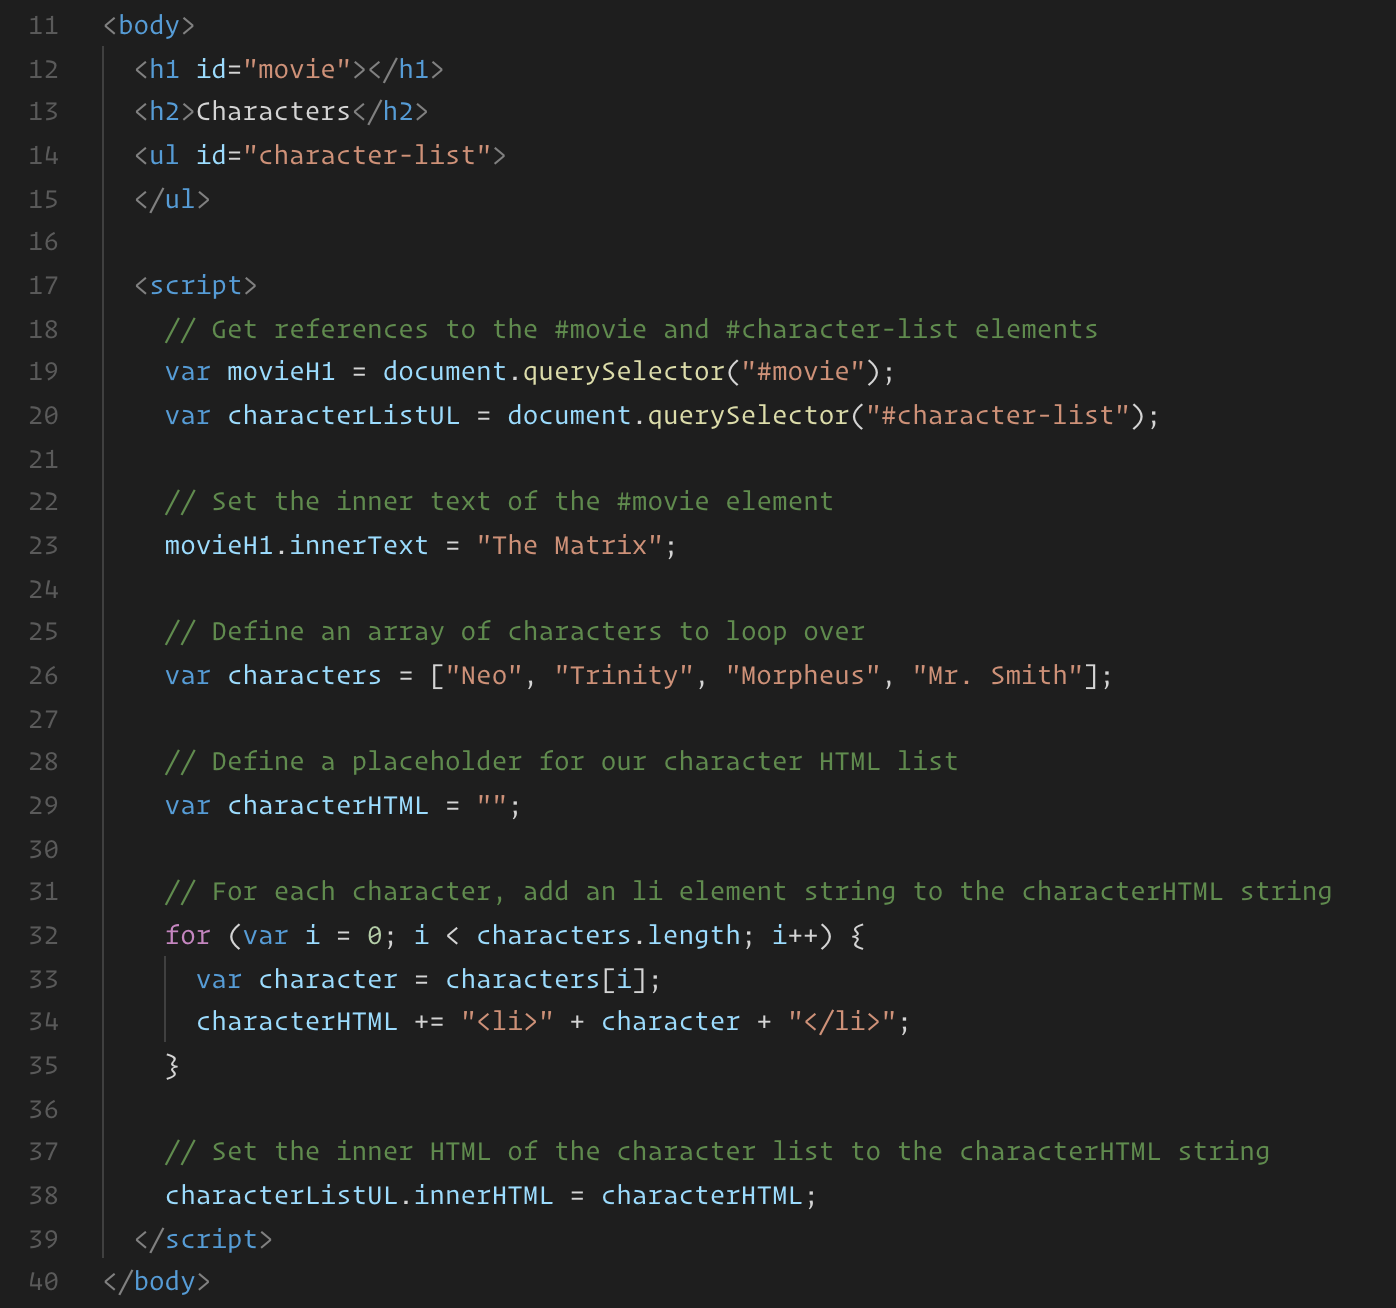 11 <body>
12   <h1 id="movie"></h1>
13   <h2>Characters</h2>
14   <ul id="character-list">
15   </ul>
16
17   <script>
18     // Get references to the #movie and #character-list elements
19     var movieH1 = document.querySelector("#movie");
20     var characterListUL = document.querySelector("#character-list");
21
22     // Set the inner text of the #movie element
23     movieH1.innerText = "The Matrix";
24
25     // Define an array of characters to loop over
26     var characters = ["Neo", "Trinity", "Morpheus", "Mr. Smith"];
27
28     // Define a placeholder for our character HTML list
29     var characterHTML = "";
30
31     // For each character, add an li element string to the characterHTML string
32     for (var i = 0; i < characters.length; i++) {
33       var character = characters[i];
34       characterHTML += "<li>" + character + "</li>";
35     }
36
37     // Set the inner HTML of the character list to the characterHTML string
38     characterListUL.innerHTML = characterHTML;
39   </script>
40 </body>